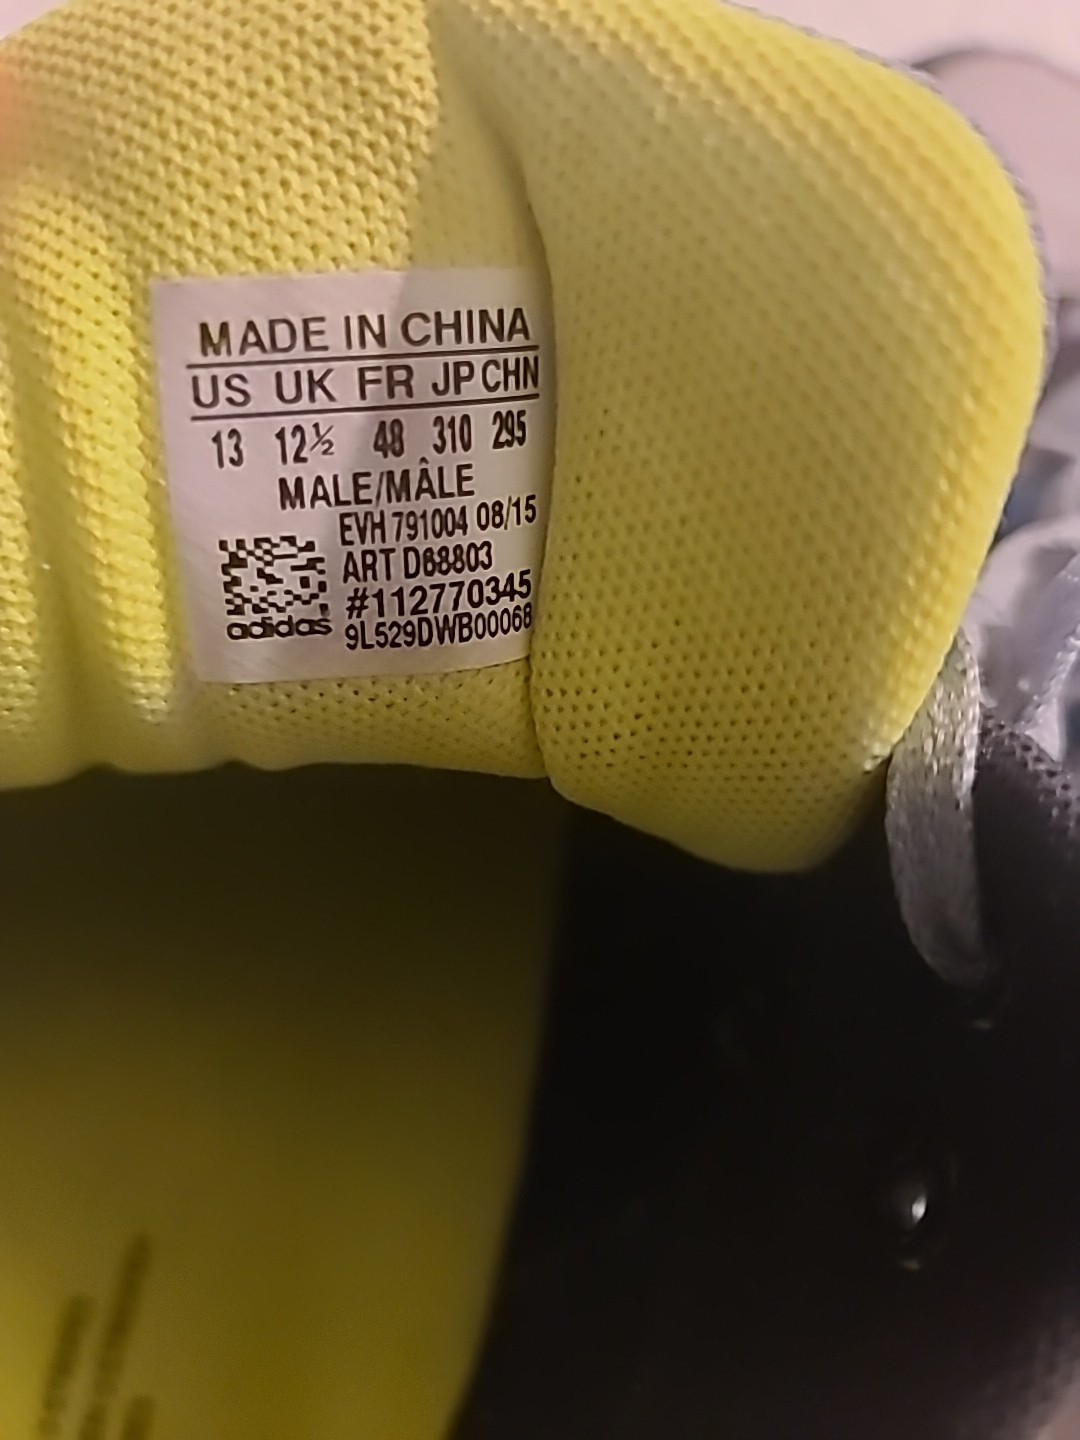 MADE IN CHINA
US UK FR JP CHN
13 12½ 48 310 295
MALE/MÂLE
EVH 791004 08/15
ART D68803
#112770345
9L529DWB00068
adidas